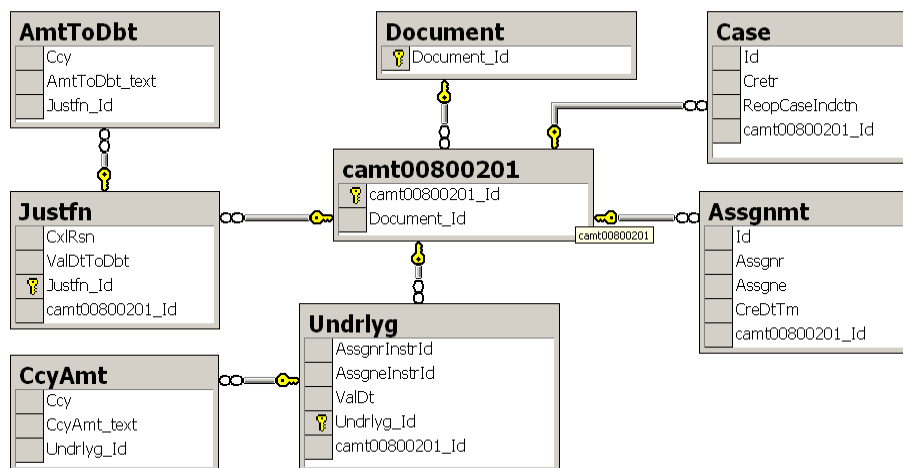 AmtToDbt
Ccy
AmtToDbt_text
Justfn_Id
Document
Document_Id
Case
Id
Cretr
ReopCaseIndctn
camt00800201_Id
camt00800201
camt00800201_Id
Document_Id
camt00800201
Justfn
CxlRsn
ValDtToDbt
Justfn_Id
camt00800201_Id
Assgnmt
Id
Assgnr
Assgne
CreDtTm
camt00800201_Id
Undrlyg
AssgnrInstrId
AssgneInstrId
ValDt
Undrlyg_Id
camt00800201_Id
CcyAmt
Ccy
CcyAmt_text
Undrlyg_Id